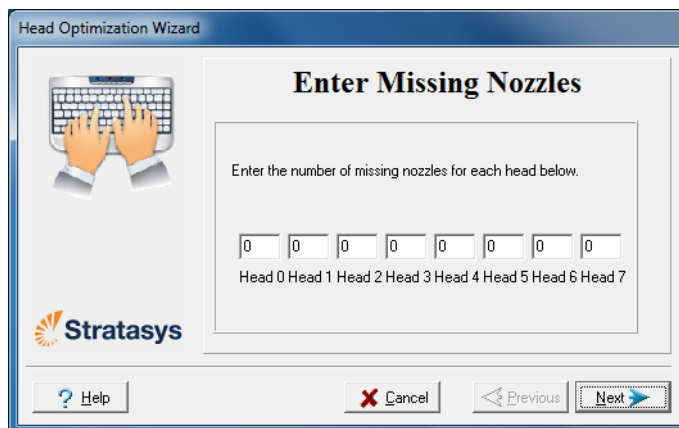 Head Optimization Wizard
Enter Missing Nozzles
Enter the number of missing nozzles for each head below.
0 0 0 0 0 0 0 0
Head 0 Head 1 Head 2 Head 3 Head 4 Head 5 Head 6 Head 7
Stratasys
? Help Cancel Previous Next